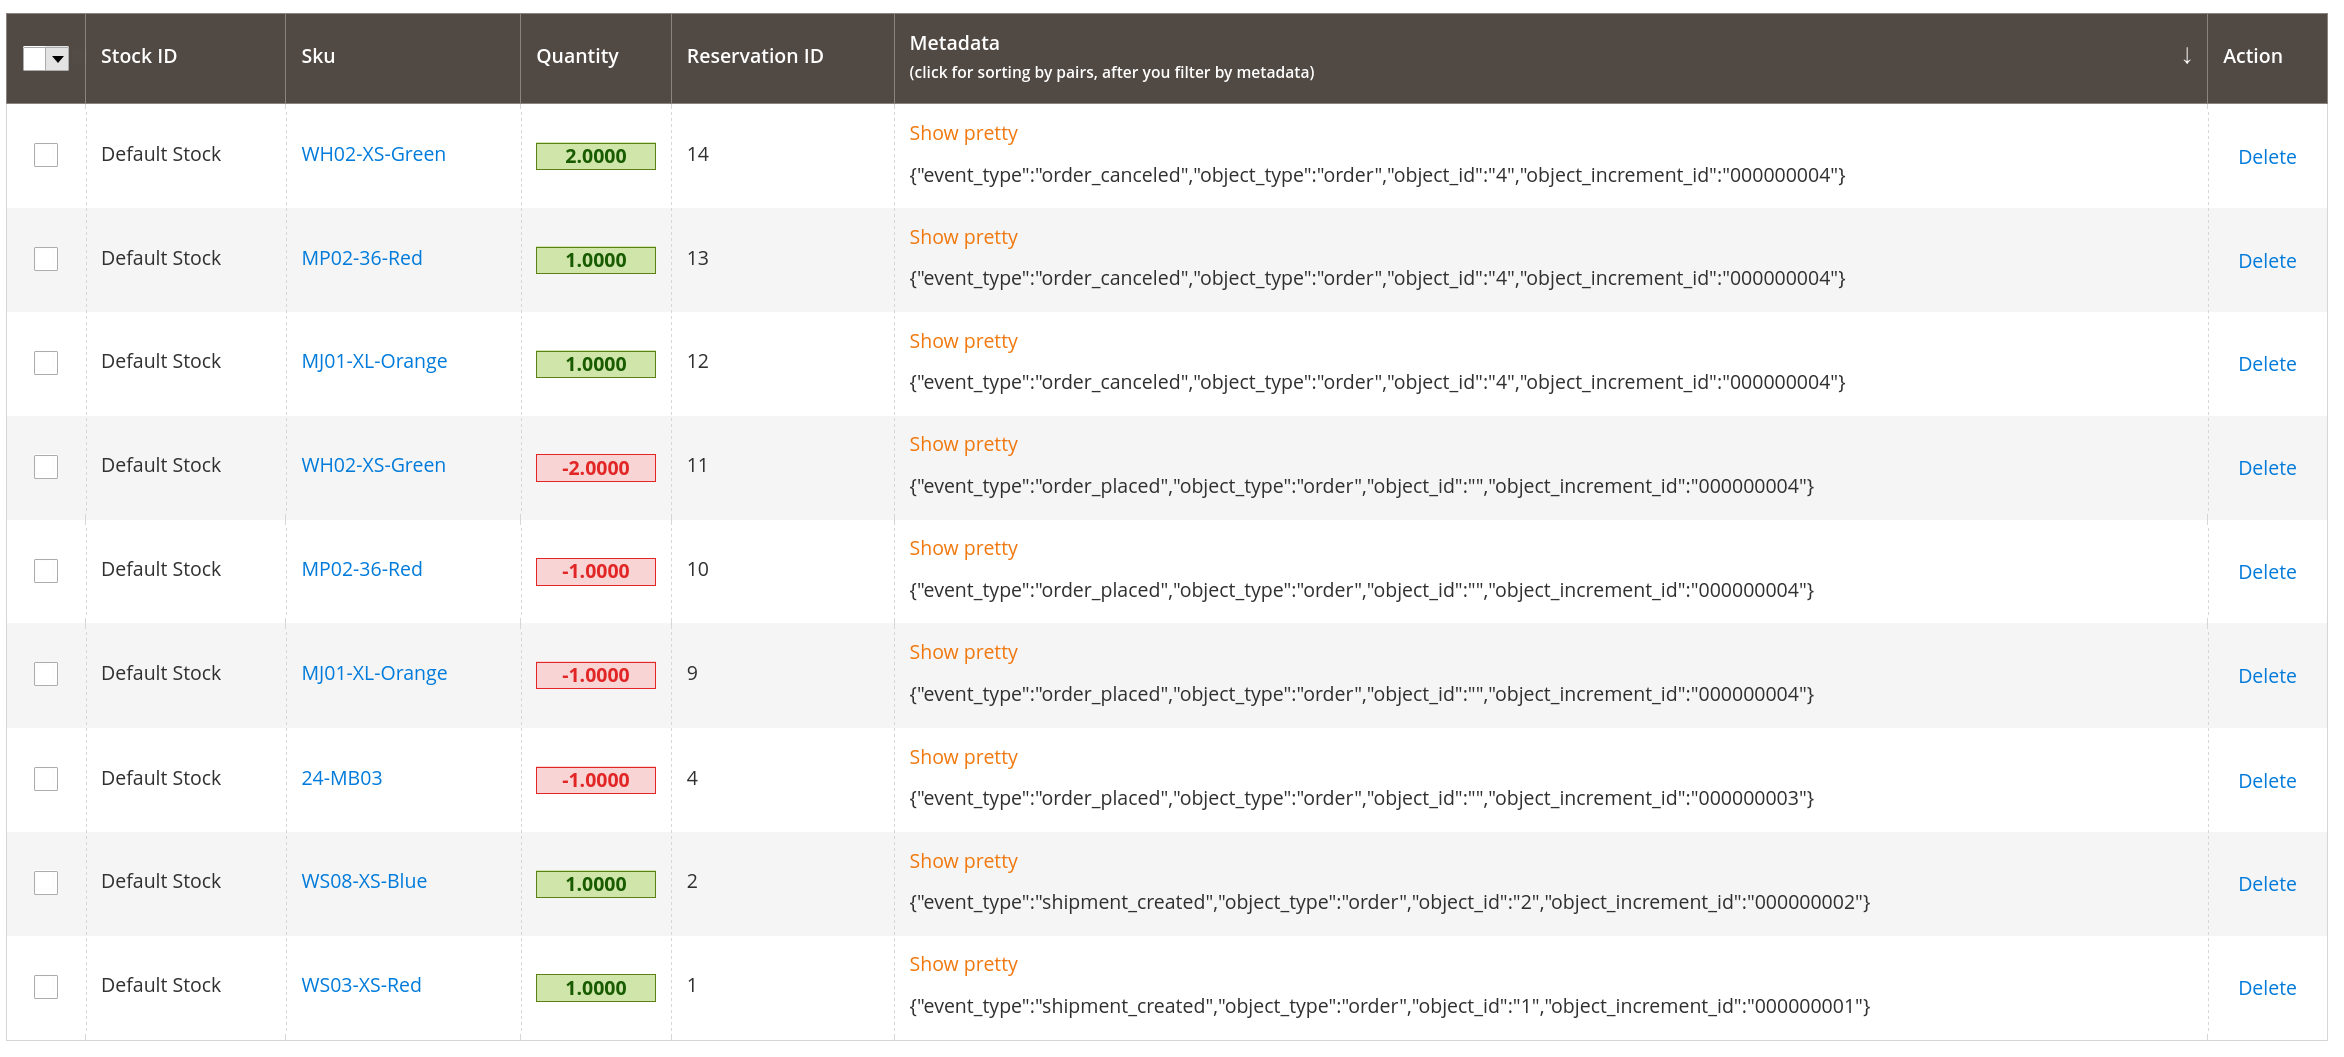 Stock ID Sku Quantity Reservation ID Metadata ↓ Action
(click for sorting by pairs, after you filter by metadata)
Show pretty
Default Stock WH02-XS-Green 2.0000 14 Delete
{"event_type":"order_canceled","object_type":"order","object_id":"4","object_increment_id":"000000004"}
Show pretty
Default Stock MP02-36-Red 1.0000 13 Delete
{"event_type":"order_canceled","object_type":"order","object_id":"4","object_increment_id":"000000004"}
Show pretty
Default Stock MJ01-XL-Orange 1.0000 12 Delete
{"event_type":"order_canceled","object_type":"order","object_id":"4","object_increment_id":"000000004"}
Show pretty
Default Stock WH02-XS-Green -2.0000 11 Delete
{"event_type":"order_placed","object_type":"order","object_id":"","object_increment_id":"000000004"}
Show pretty
Default Stock MP02-36-Red -1.0000 10 Delete
{"event_type":"order_placed","object_type":"order","object_id":"","object_increment_id":"000000004"}
Show pretty
Default Stock MJ01-XL-Orange -1.0000 9 Delete
{"event_type":"order_placed","object_type":"order","object_id":"","object_increment_id":"000000004"}
Show pretty
Default Stock 24-MB03 -1.0000 4 Delete
{"event_type":"order_placed","object_type":"order","object_id":"","object_increment_id":"000000003"}
Show pretty
Default Stock WS08-XS-Blue 1.0000 2 Delete
{"event_type":"shipment_created","object_type":"order","object_id":"2","object_increment_id":"000000002"}
Show pretty
Default Stock WS03-XS-Red 1.0000 1 Delete
{"event_type":"shipment_created","object_type":"order","object_id":"1","object_increment_id":"000000001"}